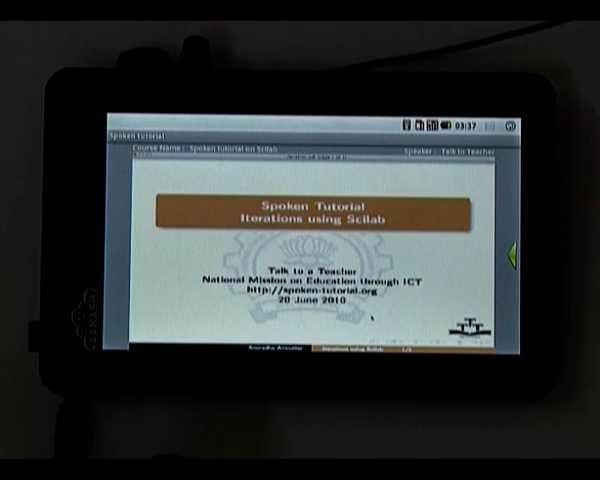 03:37
Spoken tutorial
Course Name : Spoken tutorial on Scilab
Speaker : Talk to Teacher
Spoken Tutorial
Iterations using Scilab
Talk to a Teacher
National Mission on Education through ICT
http://spoken-tutorial.org
20 June 2010
Iterations using Scilab
AAKASH